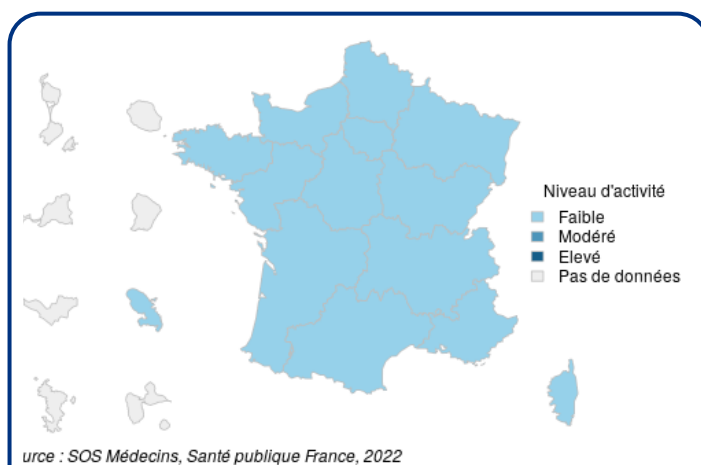 Niveau d'activité
Faible
Modéré
Elevé
Pas de données
urce : SOS Médecins, Santé publique France, 2022